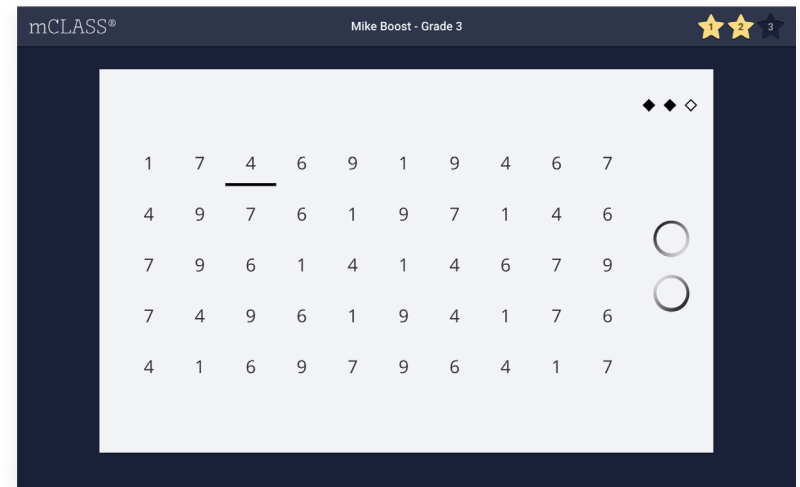 mCLASS®
Mike Boost - Grade 3
1 2 3
1 7 4 6 9 1 9 4 6 7
4 9 7 6 1 9 7 1 4 6
7 9 6 1 4 1 4 6 7 9
7 4 9 6 1 9 4 1 7 6
4 1 6 9 7 9 6 4 1 7